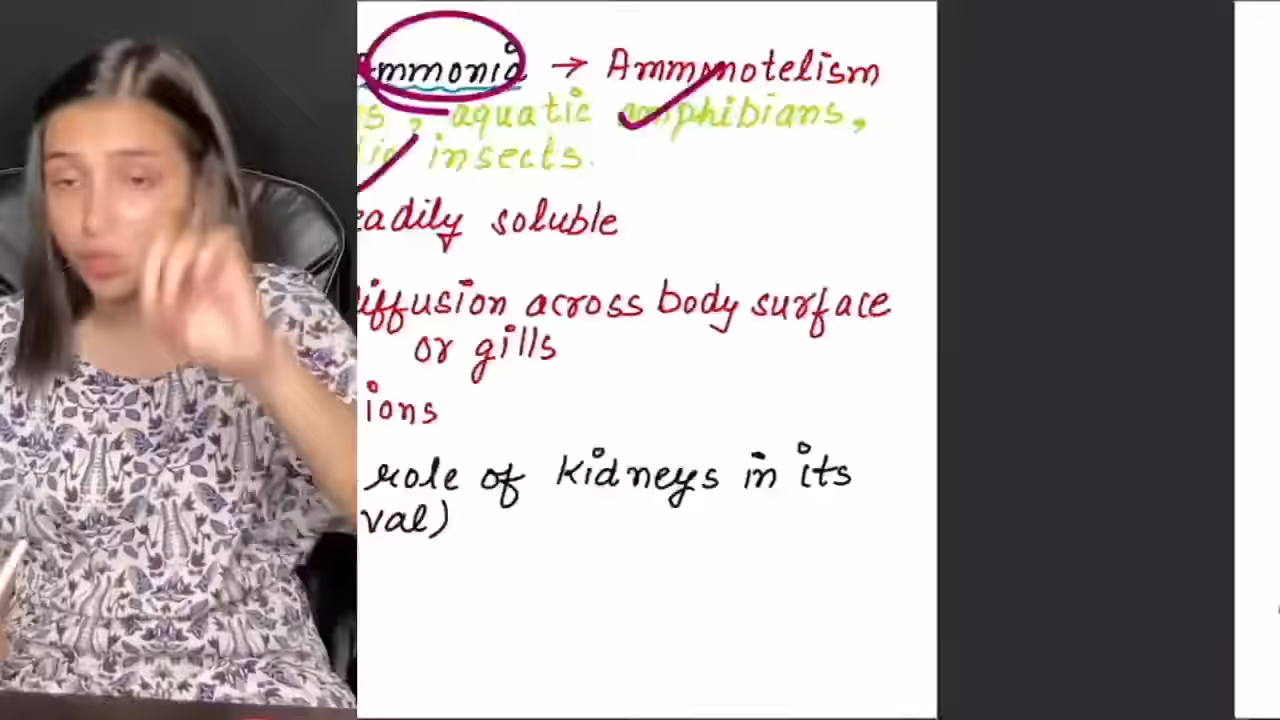 mmonia → Ammonotelism
s, aquatic amphibians,
insects.
eadily soluble
diffusion across body surface
or gills
ions
role of kidneys in its
val)